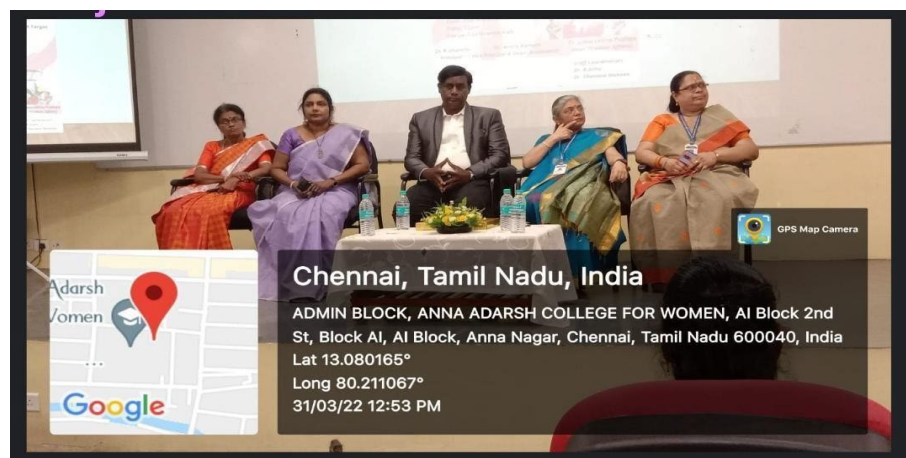 GPS Map Camera
Chennai, Tamil Nadu, India
ADMIN BLOCK, ANNA ADARSH COLLEGE FOR WOMEN, AI Block 2nd
St, Block AI, AI Block, Anna Nagar, Chennai, Tamil Nadu 600040, India
Lat 13.080165°
Long 80.211067°
31/03/22 12:53 PM
Adarsh
Women
Google